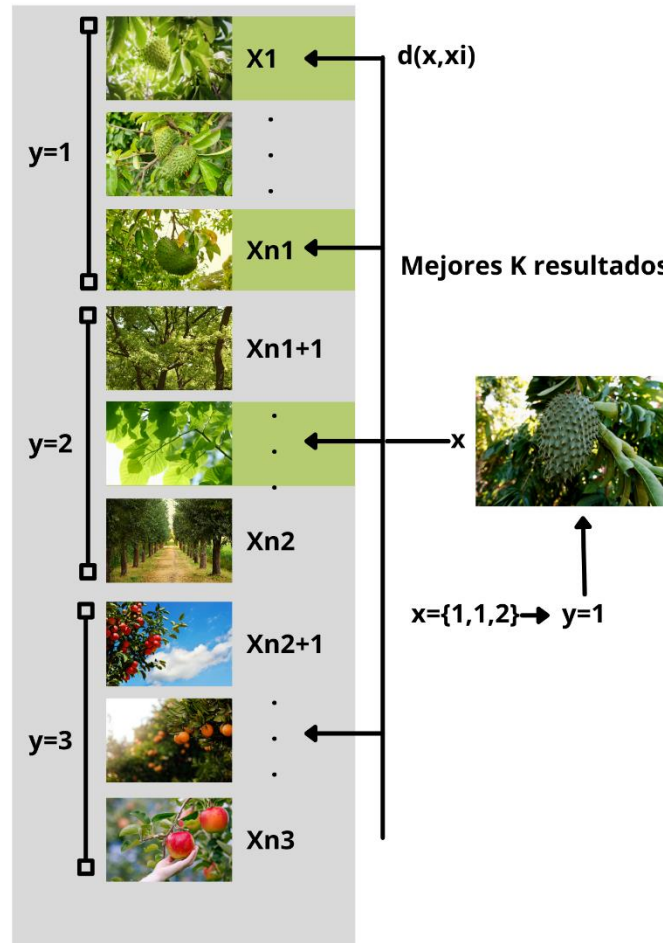 X1
d(x,xi)
y=1
.
.
.
Xn1
Mejores K resultados
Xn1+1
y=2
.
.
.
x
Xn2
x={1,1,2}
y=1
Xn2+1
y=3
.
.
.
Xn3